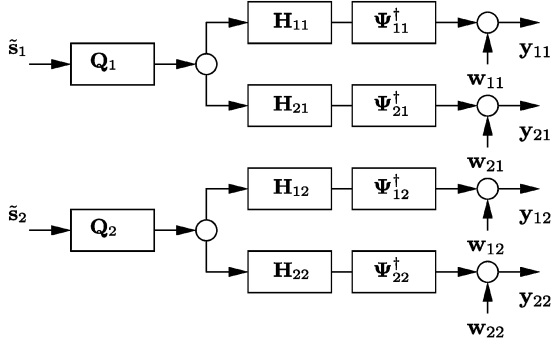 s̃₁ Q₁ H₁₁ Ψ†₁₁ y₁₁
w₁₁
H₂₁ Ψ†₂₁ y₂₁
w₂₁
s̃₂ Q₂ H₁₂ Ψ†₁₂ y₁₂
w₁₂
H₂₂ Ψ†₂₂ y₂₂
w₂₂